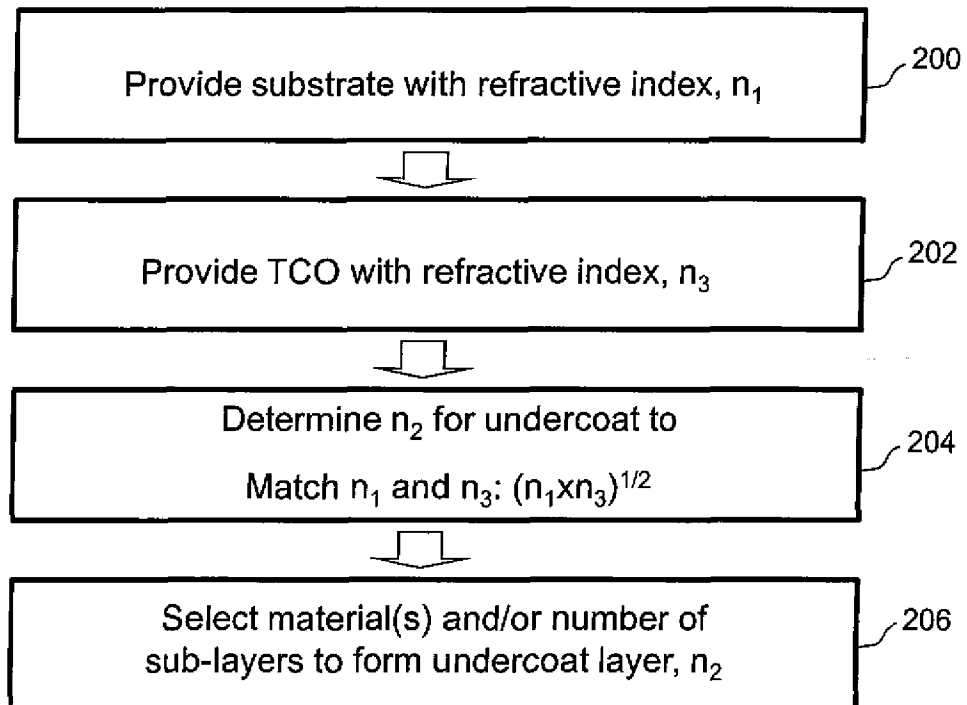 Provide substrate with refractive index, n₁
200
Provide TCO with refractive index, n₃
202
Determine n₂ for undercoat to
Match n₁ and n₃: (n₁xn₃)¹/²
204
Select material(s) and/or number of
sub-layers to form undercoat layer, n₂
206